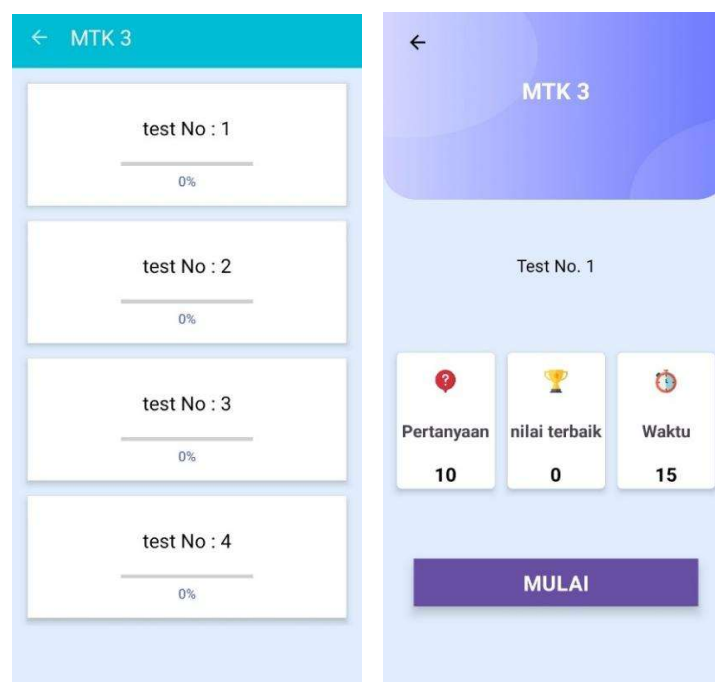 MTK 3
test No : 1
0%
test No : 2
0%
test No : 3
0%
test No : 4
0%
MTK 3
Test No. 1
Pertanyaan nilai terbaik Waktu
10 0 15
MULAI